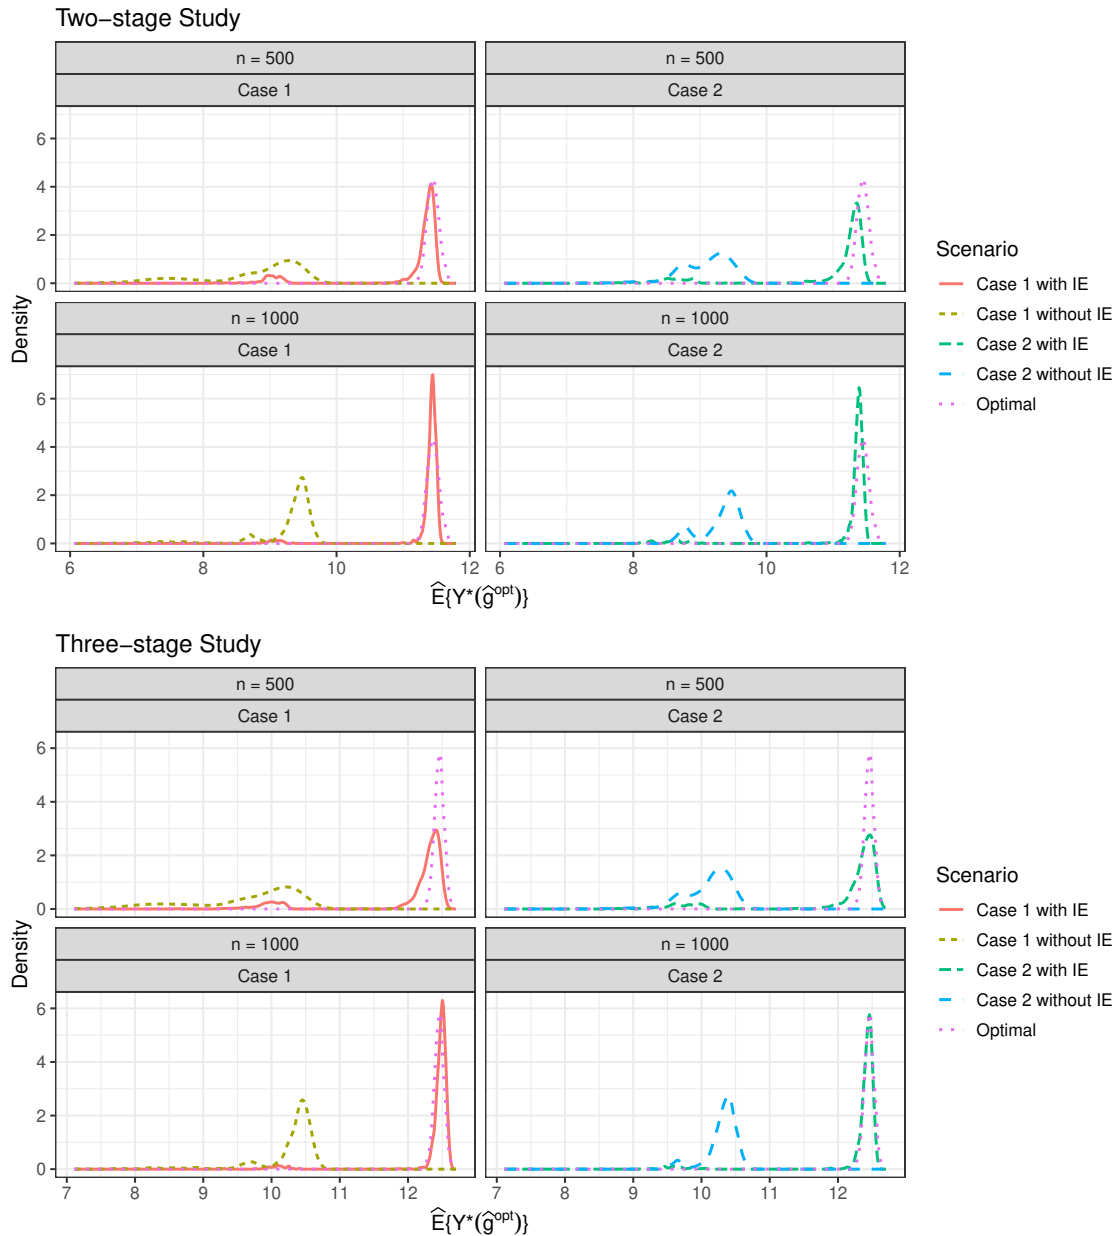 Two−stage Study
n = 500
n = 500
Case 1
Case 2
6
4
2
0
n = 1000
n = 1000
Case 1
Case 2
6
4
2
0
6
8
10
12
6
8
10
12
Density
Ê{Y*(ĝopt)}
Scenario
Case 1 with IE
Case 1 without IE
Case 2 with IE
Case 2 without IE
Optimal
Three−stage Study
n = 500
n = 500
Case 1
Case 2
6
4
2
0
n = 1000
n = 1000
Case 1
Case 2
6
4
2
0
7
8
9
10
11
12
7
8
9
10
11
12
Density
Ê{Y*(ĝopt)}
Scenario
Case 1 with IE
Case 1 without IE
Case 2 with IE
Case 2 without IE
Optimal